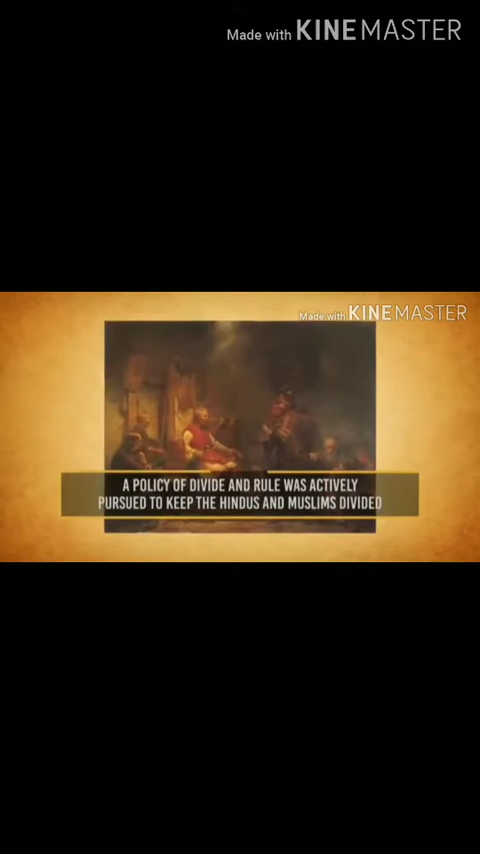 Made with KINEMASTER
Made with KINEMASTER
A POLICY OF DIVIDE AND RULE WAS ACTIVELY
PURSUED TO KEEP THE HINDUS AND MUSLIMS DIVIDED